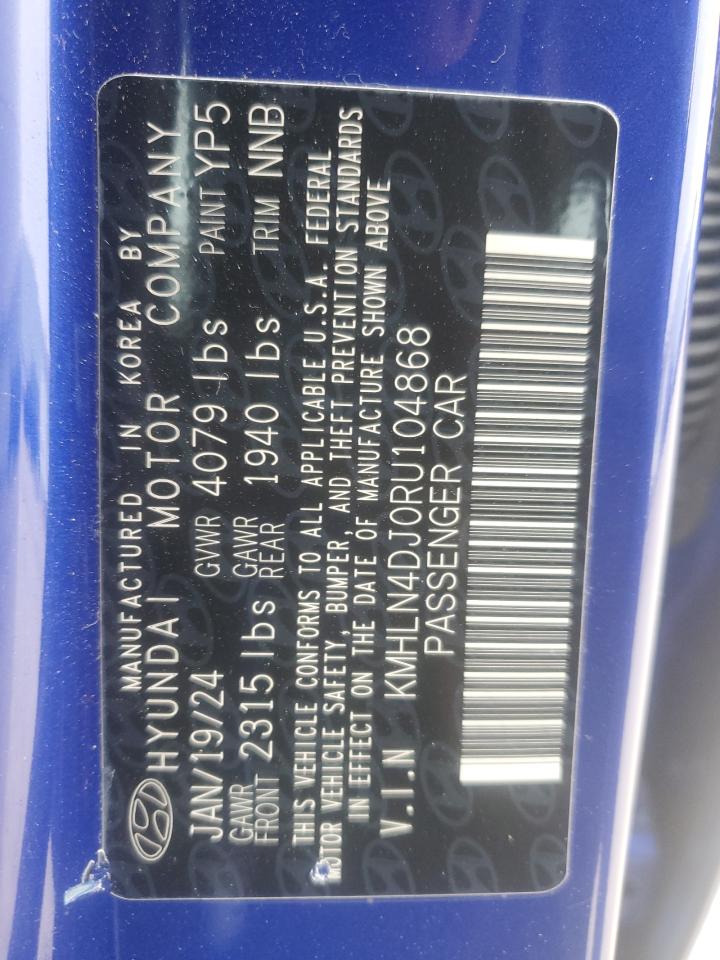 MANUFACTURED IN KOREA BY
HYUNDAI MOTOR COMPANY
JAN/19/24 GVWR 4079 lbs PAINT YP5
GAWR FRONT 2315 lbs GAWR REAR 1940 lbs TRIM NNB
THIS VEHICLE CONFORMS TO ALL APPLICABLE U.S.A. FEDERAL
MOTOR VEHICLE SAFETY, BUMPER, AND THEFT PREVENTION STANDARDS
IN EFFECT ON THE DATE OF MANUFACTURE SHOWN ABOVE
V.I.N KMHLN4DJ0RU104868
PASSENGER CAR